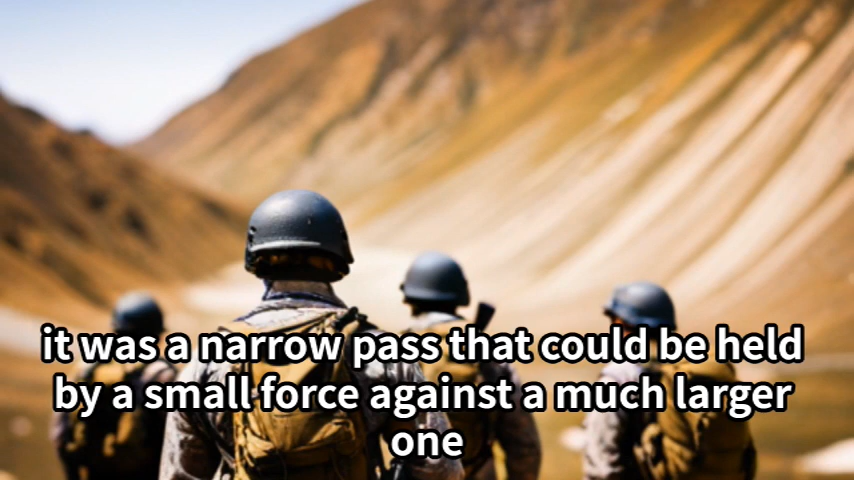 it was a narrow pass that could be held
by a small force against a much larger
one